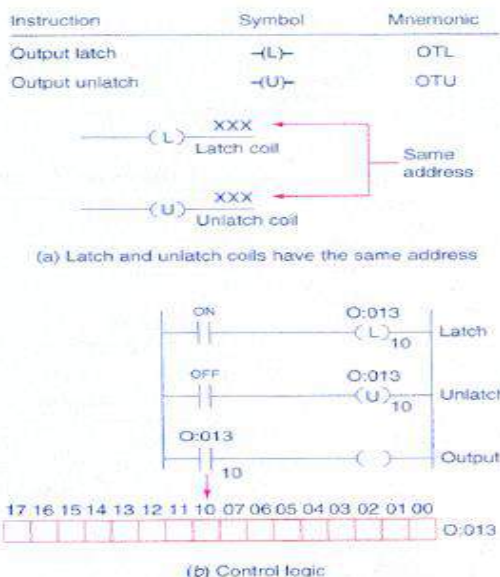 Instruction Symbol Mnemonic
Output latch -(L)- OTL
Output unlatch -(U)- OTU
XXX
(L)
Latch coil
Same
address
XXX
(U)
Unlatch coil
(a) Latch and unlatch coils have the same address
ON O:013
(L) Latch
10
OFF O:013
(U) Unlatch
10
O:013
( ) Output
10
17 16 15 14 13 12 11 10 07 06 05 04 03 02 01 00
O:013
(b) Control logic